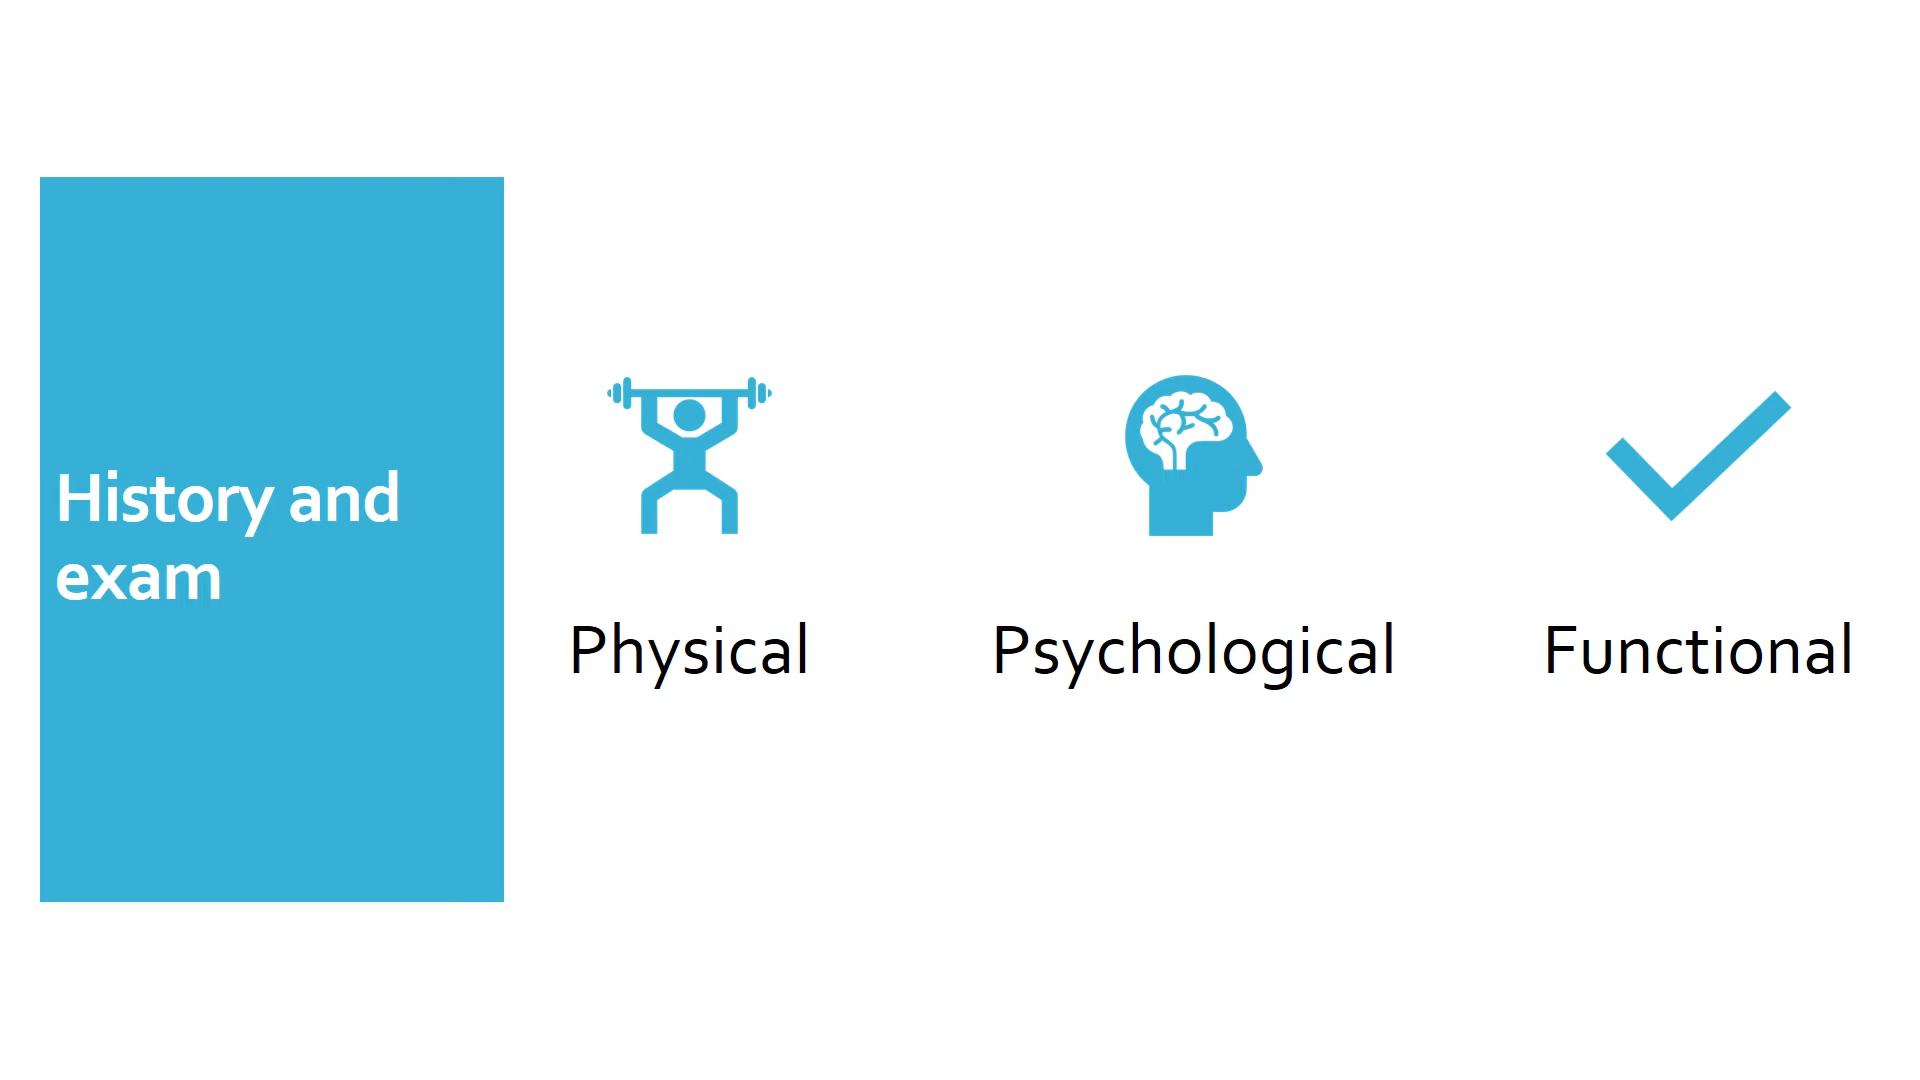 History and
exam
Physical
Psychological
Functional